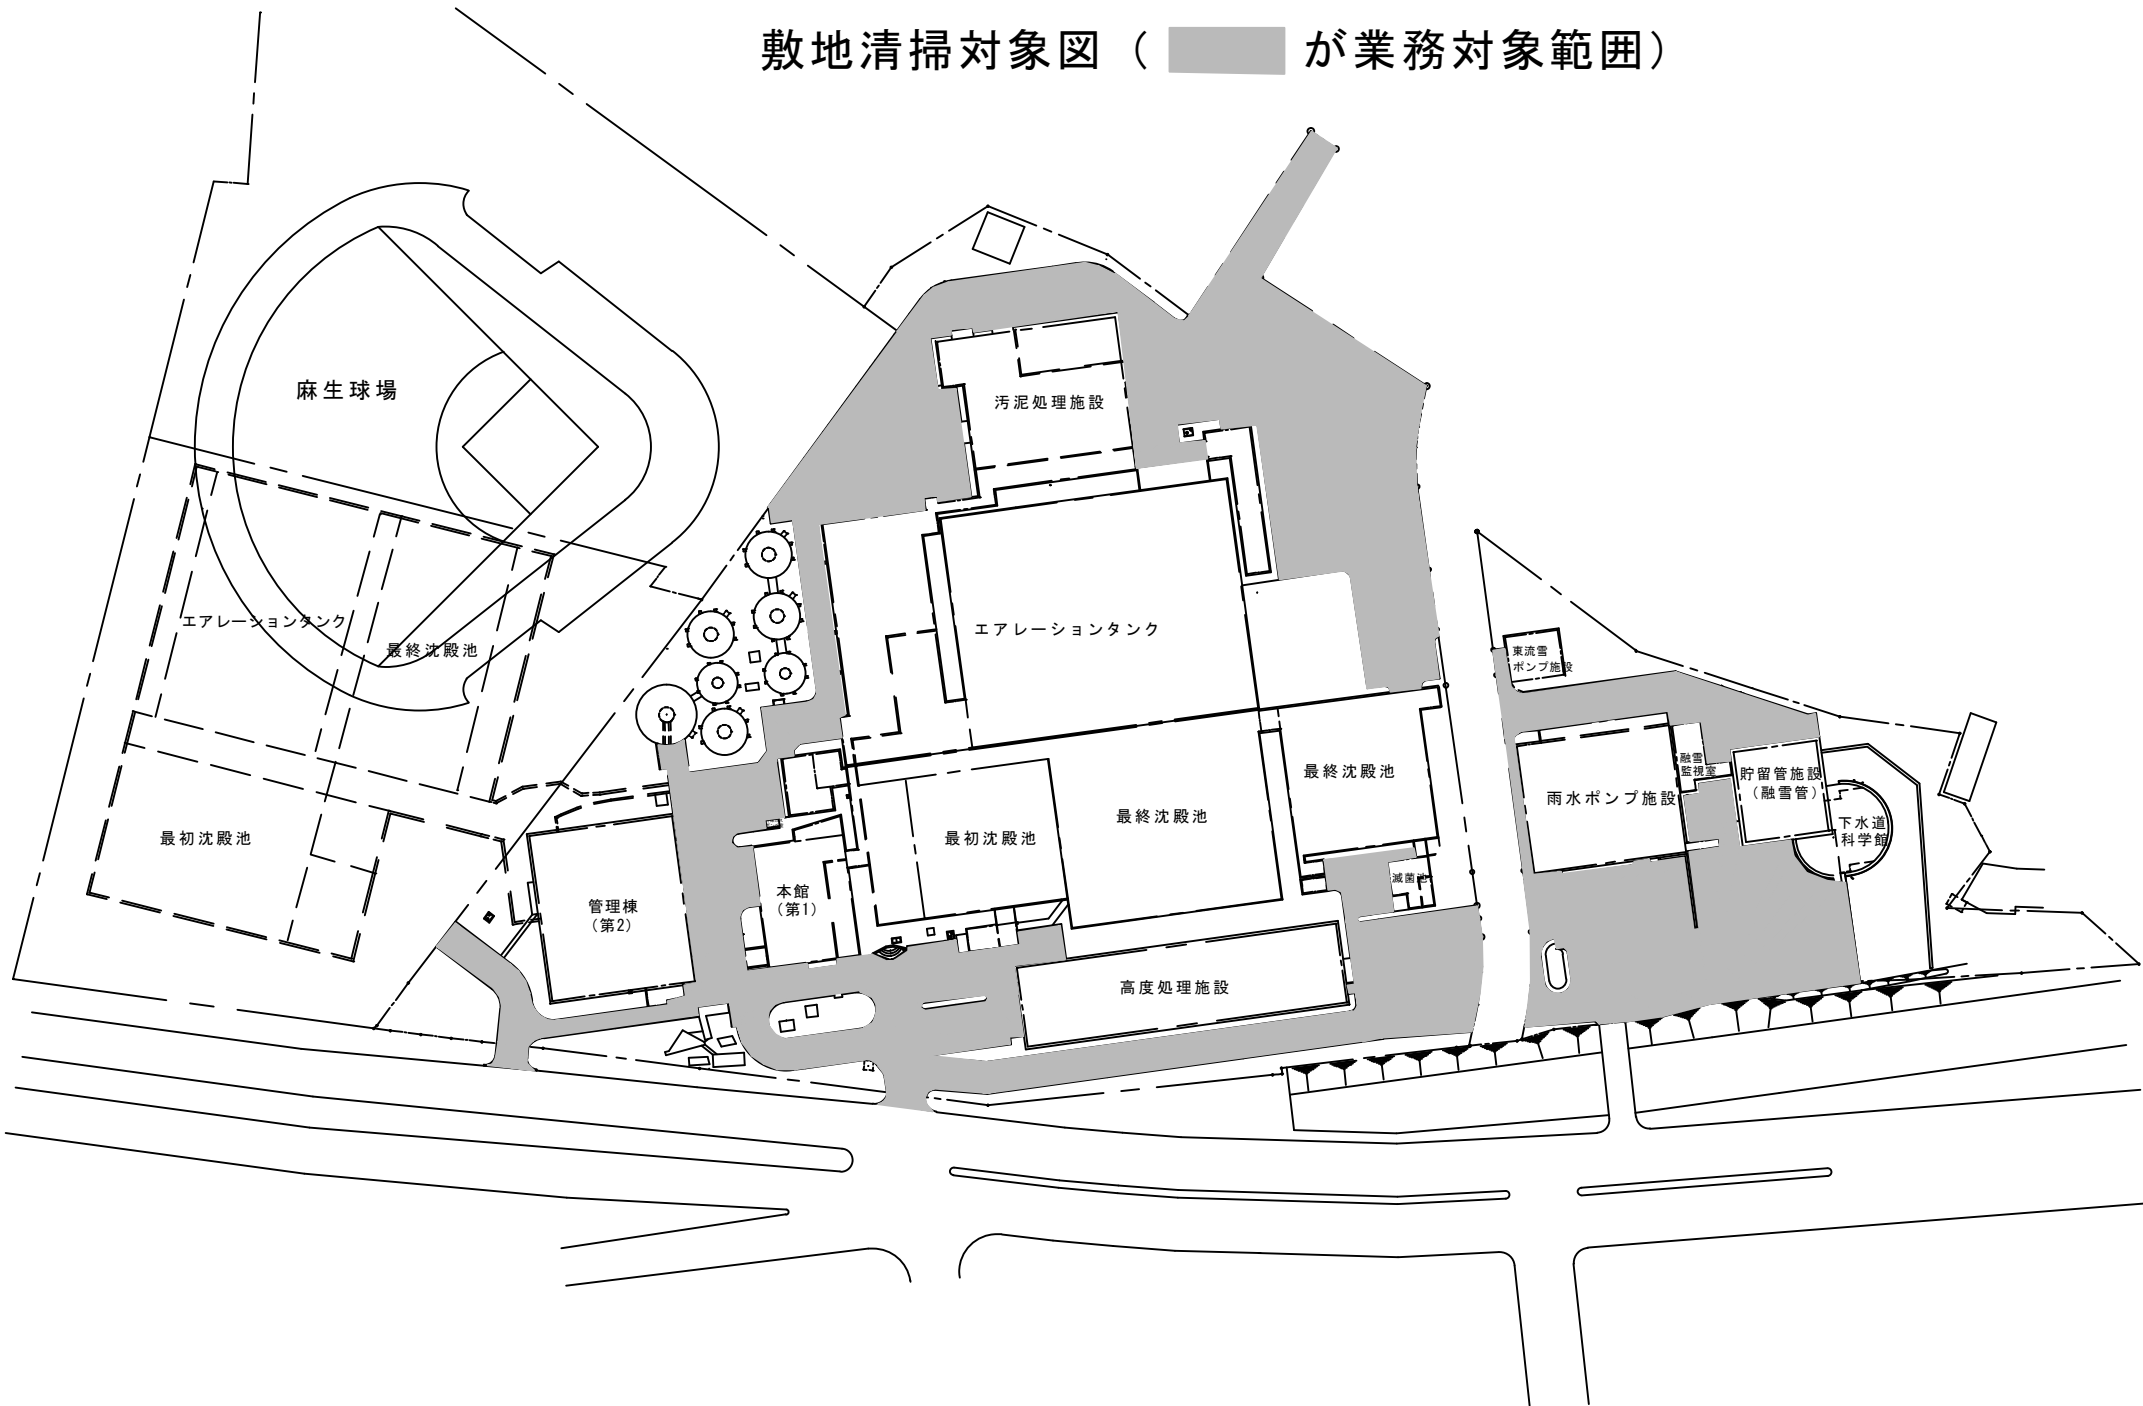 敷地清掃対象図（ が業務対象範囲）
麻生球場
汚泥処理施設
エアレーションタンク
最終沈殿池
エアレーションタンク
東流雪
ポンプ施設
最初沈殿池
最初沈殿池
最終沈殿池
最終沈殿池
雨水ポンプ施設
融雪
監視室
貯留管施設
（融雪管）
下水道
科学館
滅菌池
管理棟
（第2）
本館
（第1）
高度処理施設